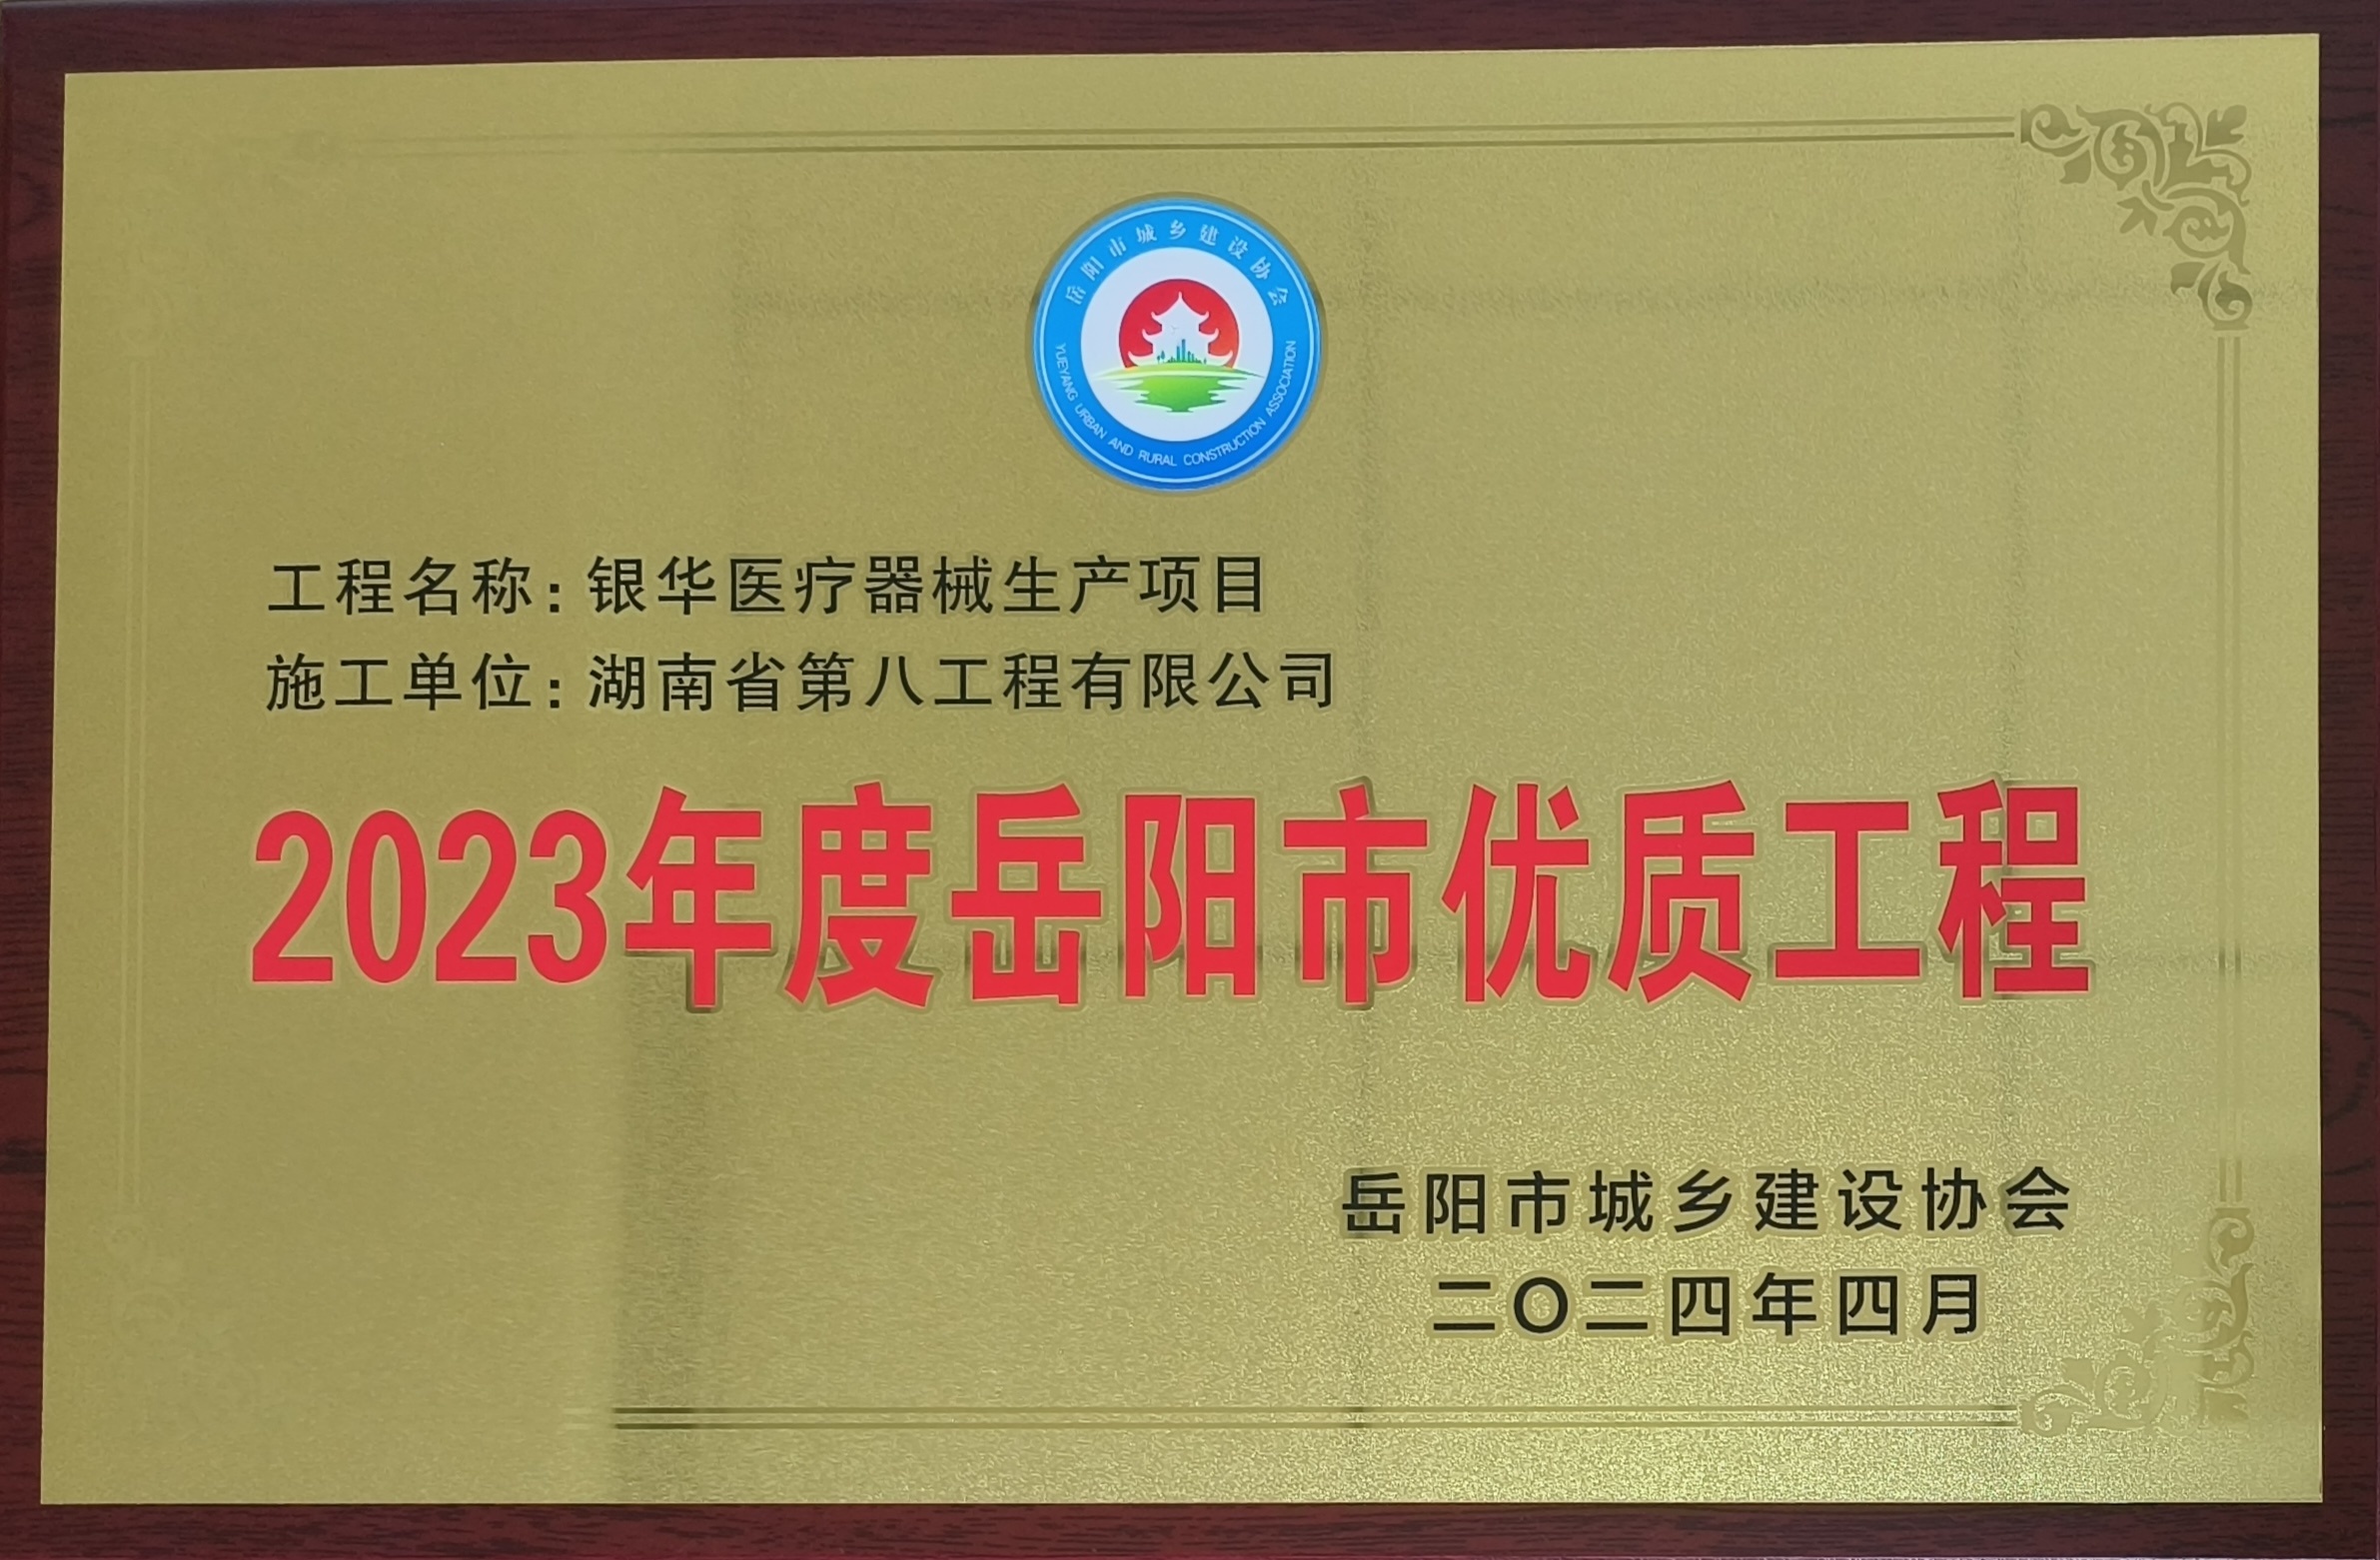 岳阳市城乡建设协会
YUEYANG URBAN AND RURAL CONSTRUCTION ASSOCIATION
工程名称：银华医疗器械生产项目
施工单位：湖南省第八工程有限公司
2023年度岳阳市优质工程
岳阳市城乡建设协会
二〇二四年四月